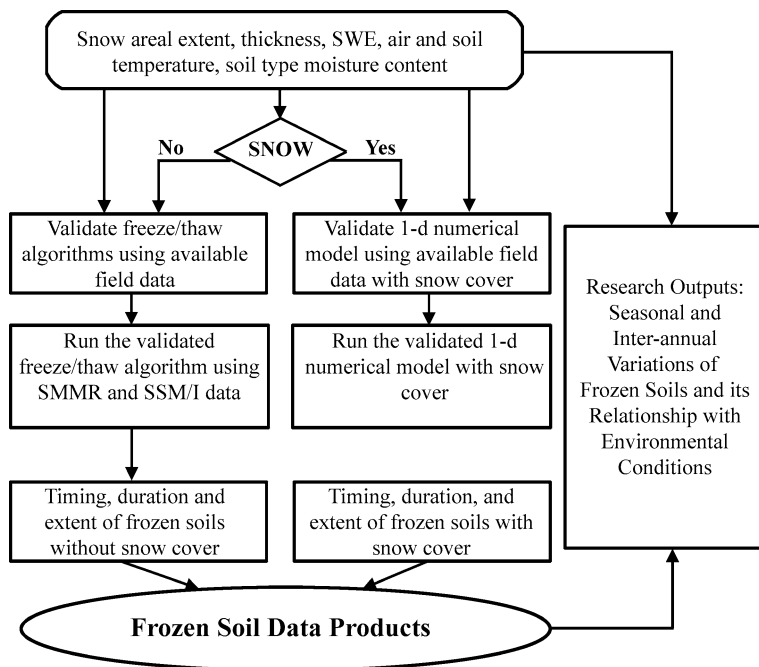 Snow areal extent, thickness, SWE, air and soil
temperature, soil type moisture content
SNOW
No
Yes
Validate freeze/thaw
algorithms using available
field data
Validate 1-d numerical
model using available field
data with snow cover
Run the validated
freeze/thaw algorithm using
SMMR and SSM/I data
Run the validated 1-d
numerical model with snow
cover
Timing, duration and
extent of frozen soils
without snow cover
Timing, duration, and
extent of frozen soils with
snow cover
Frozen Soil Data Products
Research Outputs:
Seasonal and
Inter-annual
Variations of
Frozen Soils and its
Relationship with
Environmental
Conditions